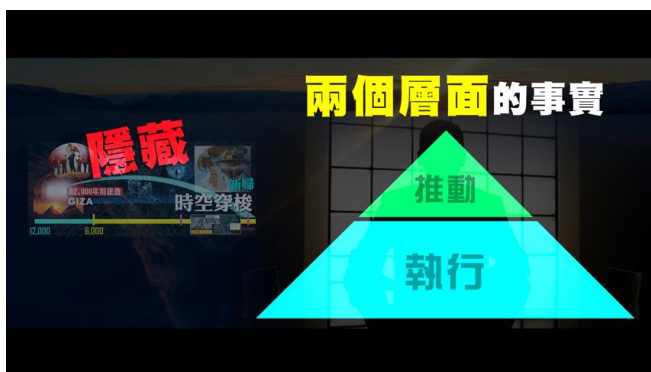 兩個層面的事實
隱藏
12,000年前建造
GIZA
新婦
時空穿梭
12,000
6,000
推動
執行